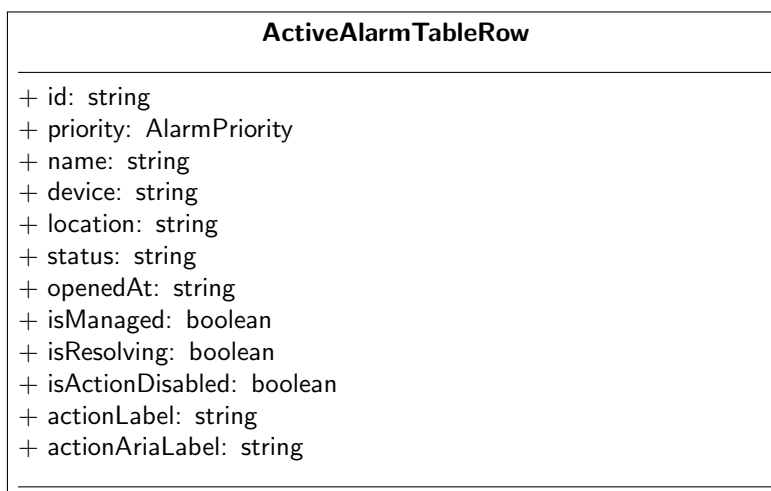 ActiveAlarmTableRow
+ id: string
+ priority: AlarmPriority
+ name: string
+ device: string
+ location: string
+ status: string
+ openedAt: string
+ isManaged: boolean
+ isResolving: boolean
+ isActionDisabled: boolean
+ actionLabel: string
+ actionAriaLabel: string